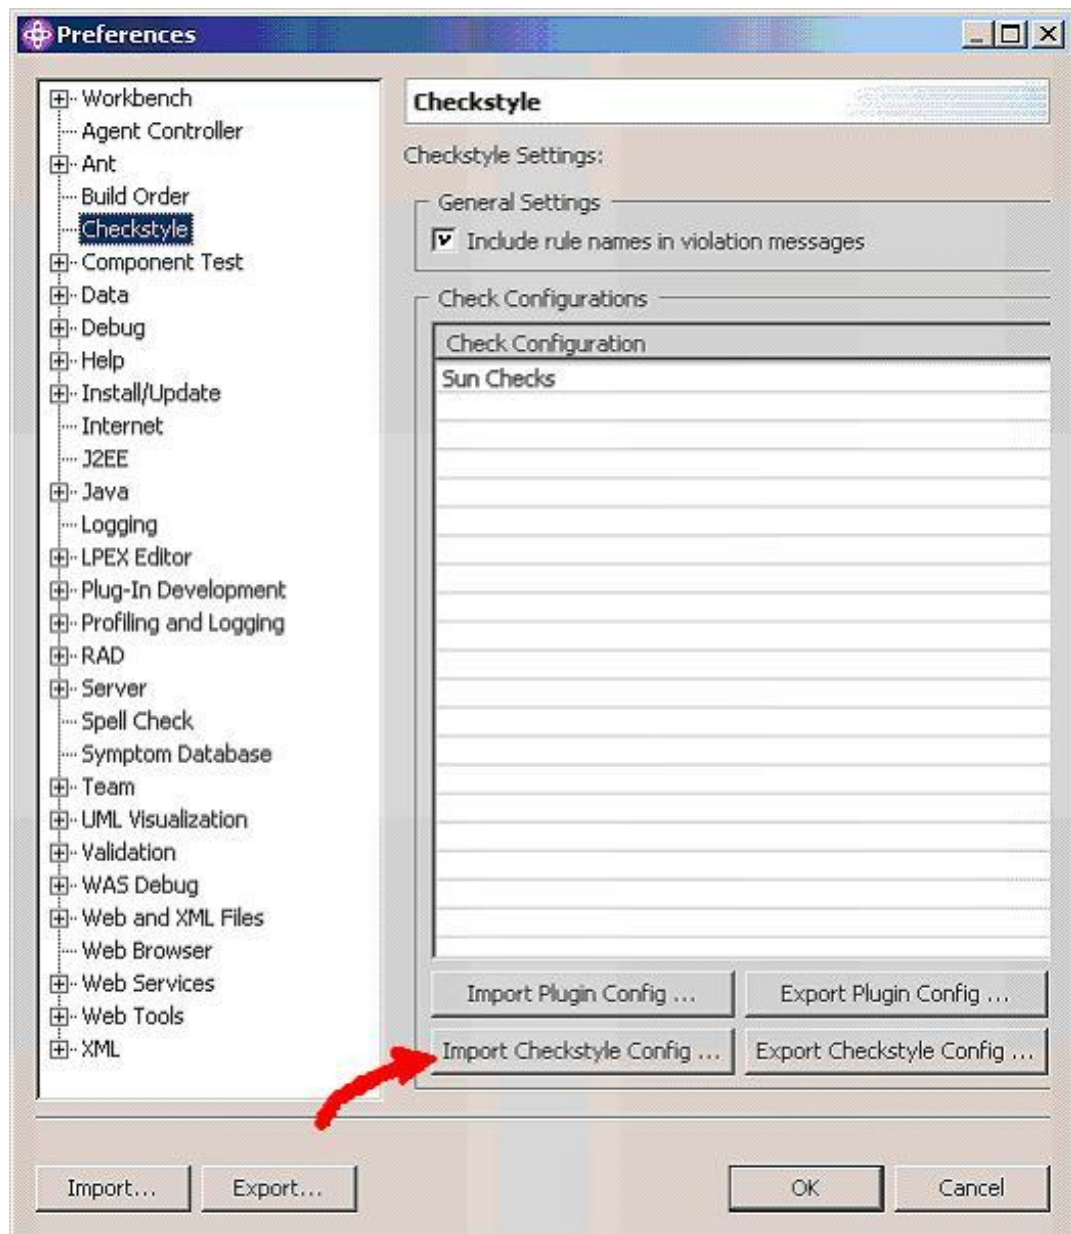 Preferences
Workbench
Agent Controller
Ant
Build Order
Checkstyle
Component Test
Data
Debug
Help
Install/Update
Internet
J2EE
Java
Logging
LPEX Editor
Plug-In Development
Profiling and Logging
RAD
Server
Spell Check
Symptom Database
Team
UML Visualization
Validation
WAS Debug
Web and XML Files
Web Browser
Web Services
Web Tools
XML
Checkstyle
Checkstyle Settings:
General Settings
Include rule names in violation messages
Check Configurations
Check Configuration
Sun Checks
Import Plugin Config ...
Export Plugin Config ...
Import Checkstyle Config ...
Export Checkstyle Config ...
Import...
Export...
OK
Cancel